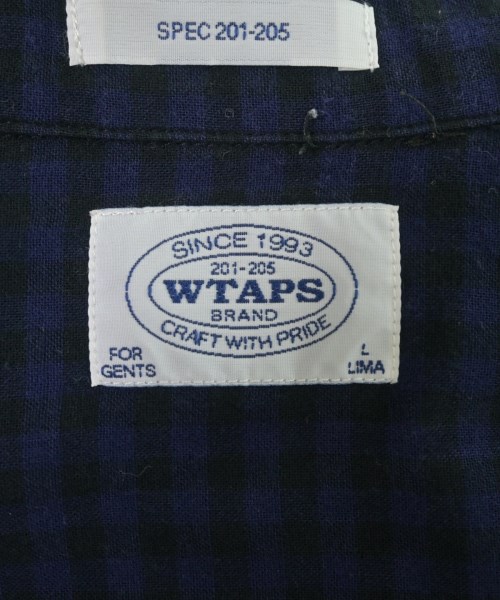 SPEC 201-205
SINCE 1993
201-205
WTAPS
BRAND
CRAFT WITH PRIDE
FOR
GENTS
L
LIMA